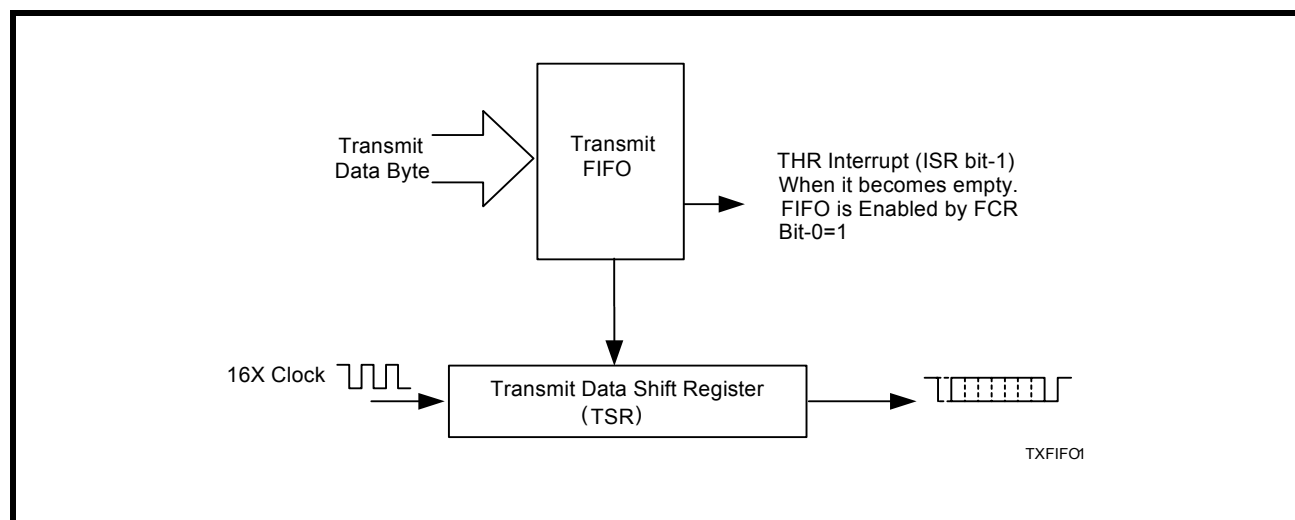 Transmit
Data Byte
Transmit
FIFO
THR Interrupt (ISR bit-1)
When it becomes empty.
FIFO is Enabled by FCR
Bit-0=1
16X Clock
Transmit Data Shift Register
(TSR)
TXFIFO1